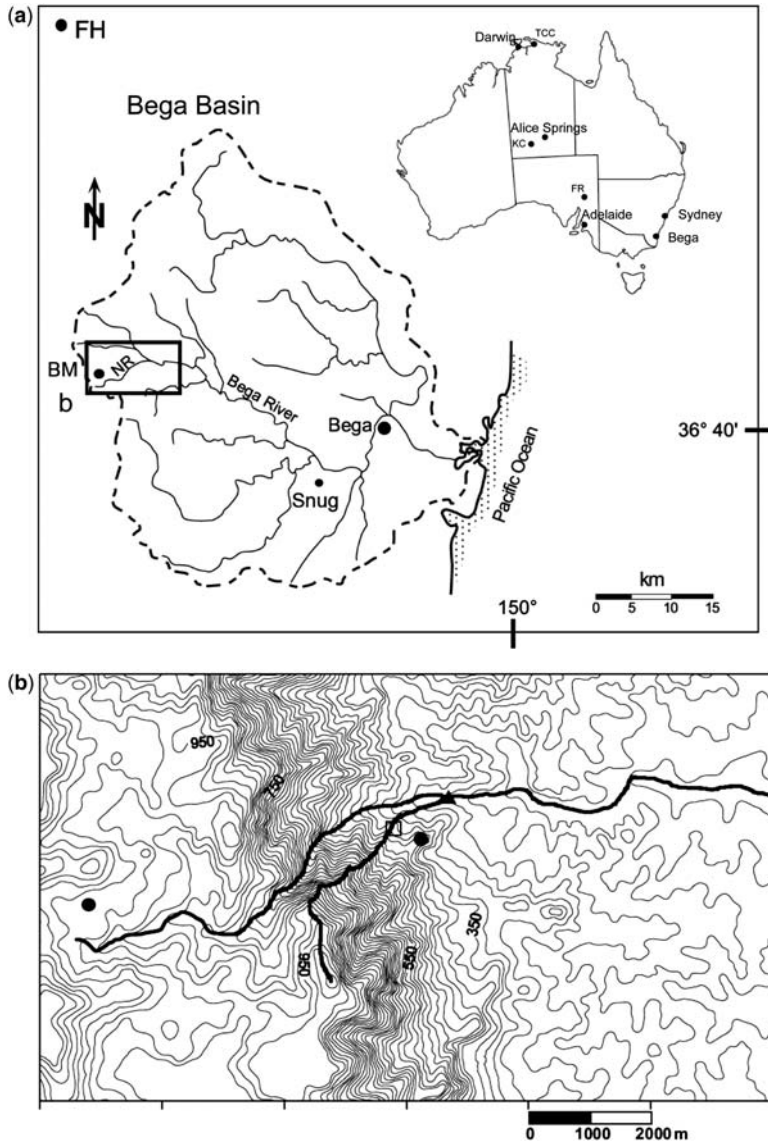 (a)
FH
Bega Basin
N
BM
NR
b
Bega River
Bega
Snug
Pacific Ocean
36° 40'
150°
km
0 5 10 15
Darwin
TCC
Alice Springs
KC
FR
Adelaide
Sydney
Bega
(b)
950
750
950
550
350
0 1000 2000 m